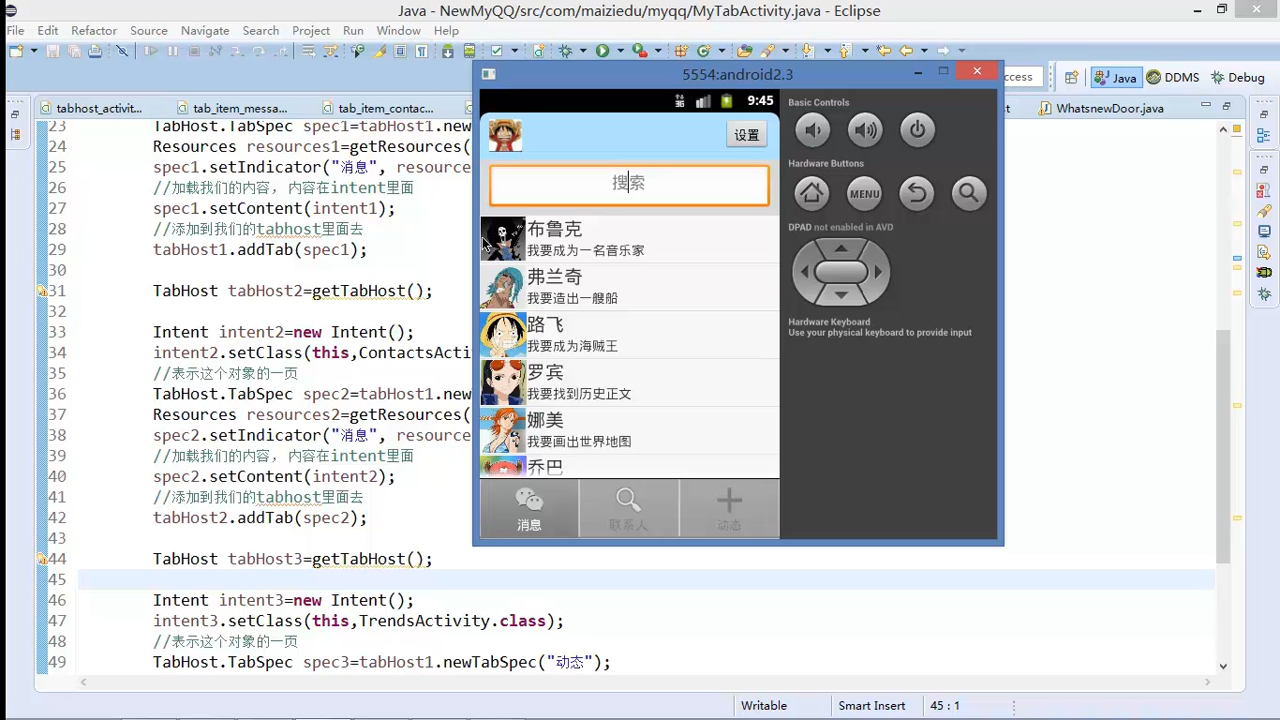 Java - NewMyQQ/src/com/maiziedu/myqq/MyTabActivity.java - Eclipse
File Edit Refactor Source Navigate Search Project Run Window Help
Java DDMS Debug
tabhost_activit... tab_item_messa... tab_item_contac... WhatsnewDoor.java
23 TabHost.TabSpec spec1=tabHost1.new
24 Resources resources1=getResources(
25 spec1.setIndicator("消息", resource
26 //加载我们的内容, 内容在intent里面
27 spec1.setContent(intent1);
28 //添加到我们的tabhost里面去
29 tabHost1.addTab(spec1);
30
31 TabHost tabHost2=getTabHost();
32
33 Intent intent2=new Intent();
34 intent2.setClass(this,ContactsActi
35 //表示这个对象的一页
36 TabHost.TabSpec spec2=tabHost1.new
37 Resources resources2=getResources(
38 spec2.setIndicator("消息", resource
39 //加载我们的内容, 内容在intent里面
40 spec2.setContent(intent2);
41 //添加到我们的tabhost里面去
42 tabHost2.addTab(spec2);
44 TabHost tabHost3=getTabHost();
45
46 Intent intent3=new Intent();
47 intent3.setClass(this,TrendsActivity.class);
48 //表示这个对象的一页
49 TabHost.TabSpec spec3=tabHost1.newTabSpec("动态");
5554:android2.3
9:45
设置
搜索
布鲁克
我要成为一名音乐家
弗兰奇
我要造出一艘船
路飞
我要成为海贼王
罗宾
我要找到历史正文
娜美
我要画出世界地图
乔巴
消息 联系人 动态
Basic Controls
Hardware Buttons
MENU
DPAD not enabled in AVD
Hardware Keyboard
Use your physical keyboard to provide input
Writable Smart Insert 45 : 1